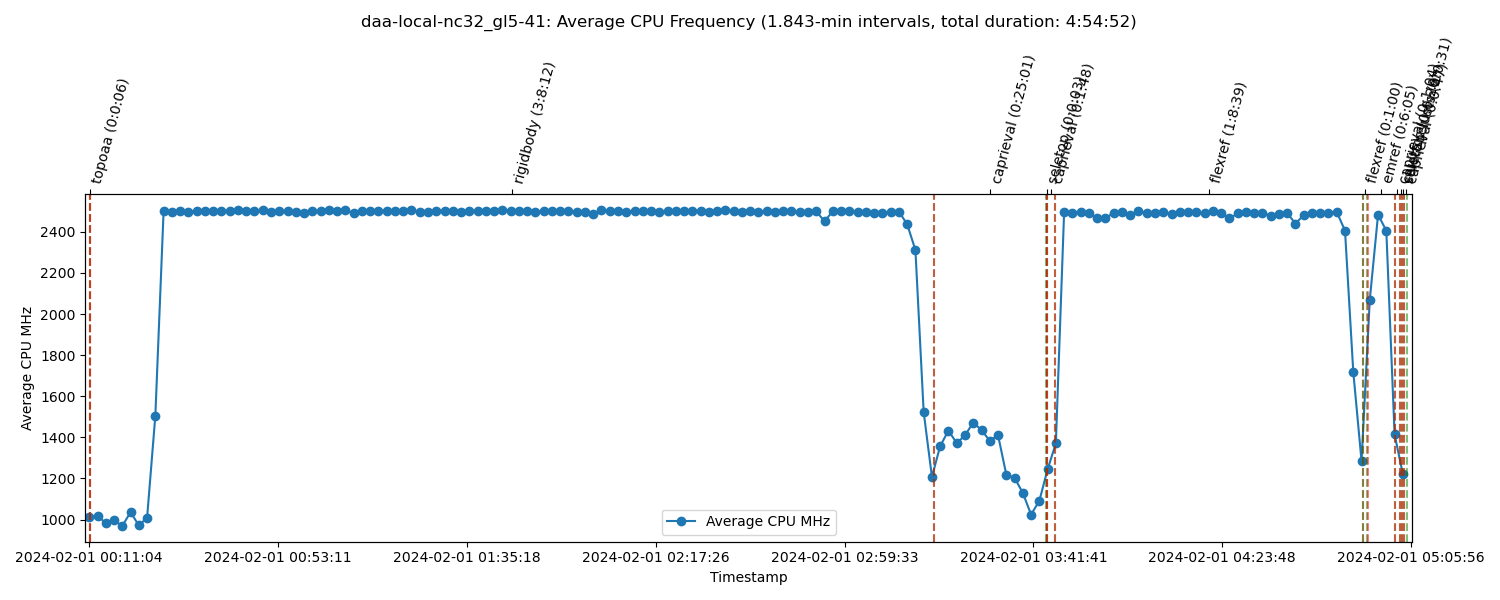 daa-local-nc32_gl5-41: Average CPU Frequency (1.843-min intervals, total duration: 4:54:52)
topoaa (0:0:06)
rigidbody (3:8:12)
caprieval (0:25:01)
seletop (0:0:03)
caprieval (0:1:48)
flexref (1:8:39)
flexref (0:1:00)
emref (0:6:05)
Average CPU MHz
2400
2200
2000
1800
1600
1400
1200
1000
Average CPU MHz
2024-02-01 00:11:04
2024-02-01 00:53:11
2024-02-01 01:35:18
2024-02-01 02:17:26
2024-02-01 02:59:33
2024-02-01 03:41:41
2024-02-01 04:23:48
2024-02-01 05:05:56
Timestamp